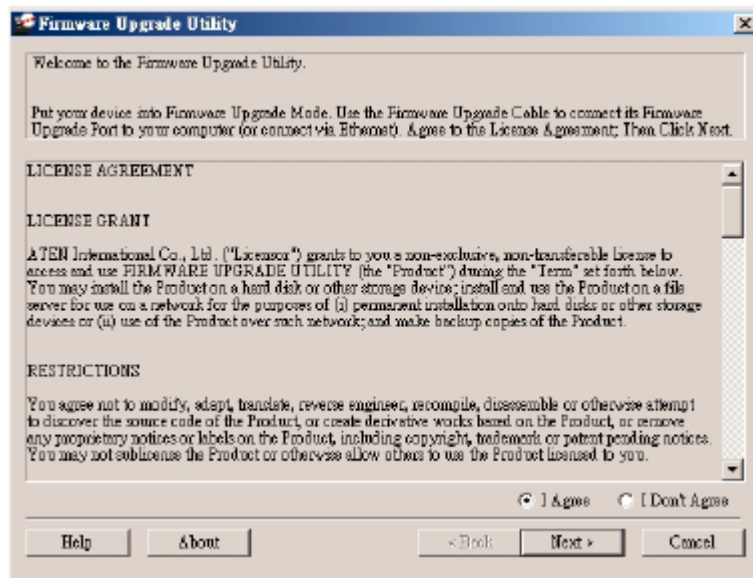 Firmware Upgrade Utility
Welcome to the Firmware Upgrade Utility.
Put your device into Firmware Upgrade Mode. Use the Firmware Upgrade Cable to connect its Firmware
Upgrade Port to your computer (or connect via Ethernet). Agree to the License Agreement; Then Click Next.
LICENSE AGREEMENT
LICENSE GRANT
ATEN International Co., Ltd. ("Licensor") grants to you a non-exclusive, non-transferable license to
access and use FIRMWARE UPGRADE UTILITY (the "Product") during the "Term" set forth below.
You may install the Product on a hard disk or other storage device; install and use the Product on a file
server for use on a network for the purposes of (i) permanent installation onto hard disks or other storage
devices or (ii) use of the Product over such network; and make backup copies of the Product.
RESTRICTIONS
You agree not to modify, adapt, translate, reverse engineer, recompile, disassemble or otherwise attempt
to discover the source code of the Product, or create derivative works based on the Product, or remove
any proprietary notices or labels on the Product, including copyright, trademark or patent pending notices.
You may not sublicense the Product or otherwise allow others to use the Product licensed to you.
I Agree I Don't Agree
Help About < Back Next > Cancel